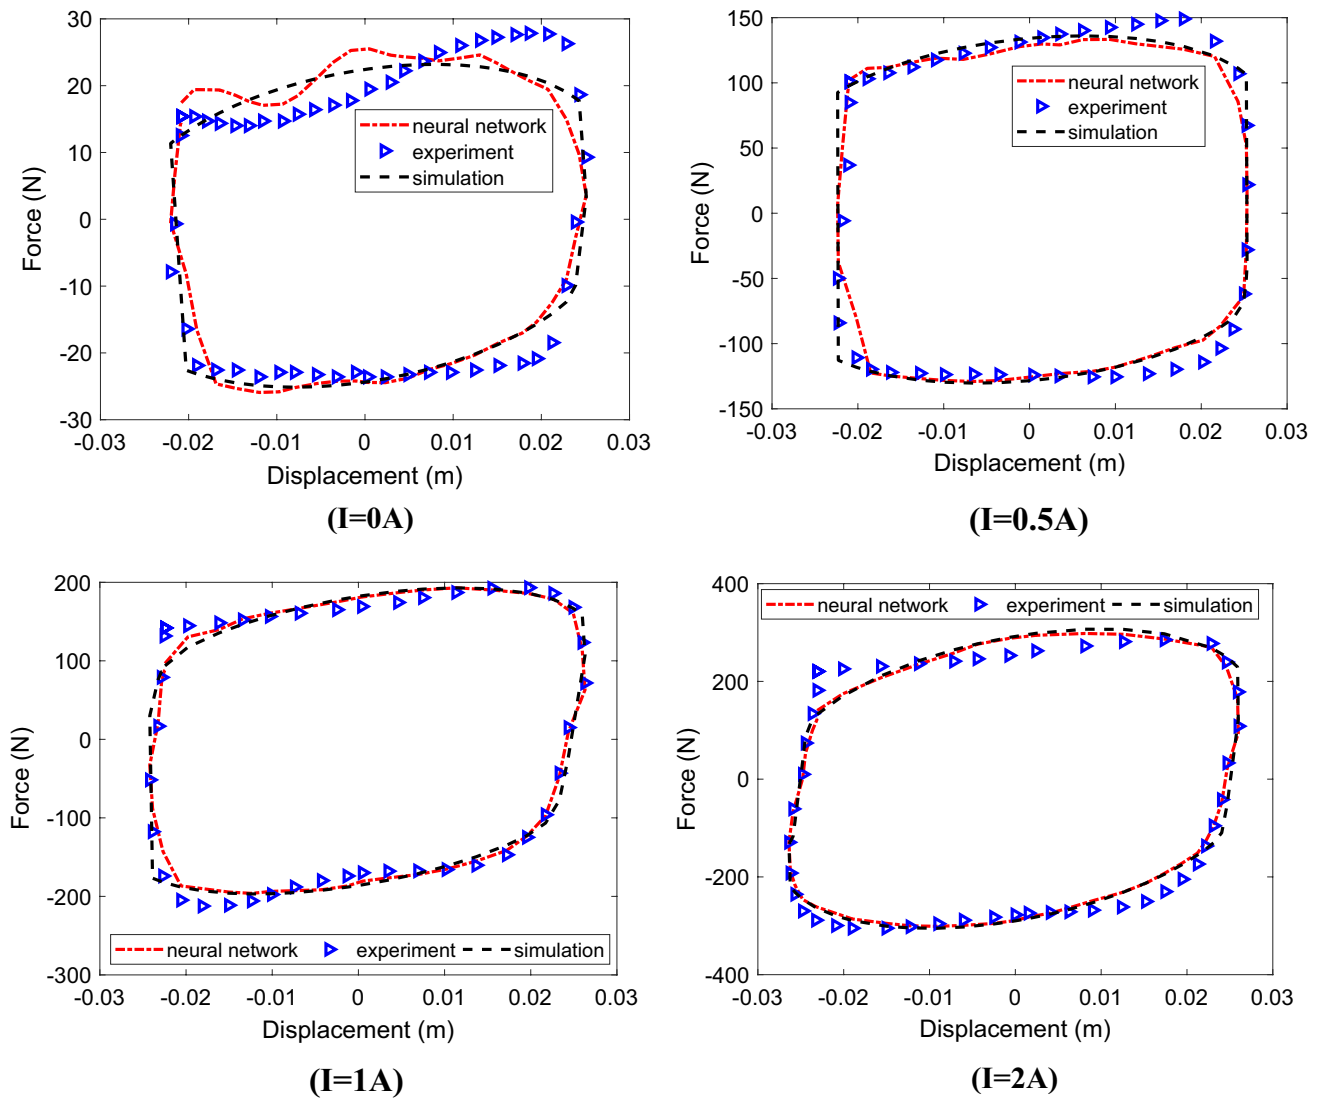 30
20
10
0
-10
-20
-30
-0.03 -0.02 -0.01 0 0.01 0.02 0.03
Force (N)
Displacement (m)
neural network
experiment
simulation
(I=0A)
150
100
50
0
-50
-100
-150
-0.03 -0.02 -0.01 0 0.01 0.02 0.03
Force (N)
Displacement (m)
neural network
experiment
simulation
(I=0.5A)
200
100
0
-100
-200
-300
-0.03 -0.02 -0.01 0 0.01 0.02 0.03
Force (N)
Displacement (m)
neural network experiment simulation
(I=1A)
400
200
0
-200
-400
-0.03 -0.02 -0.01 0 0.01 0.02 0.03
Force (N)
Displacement (m)
neural network experiment simulation
(I=2A)